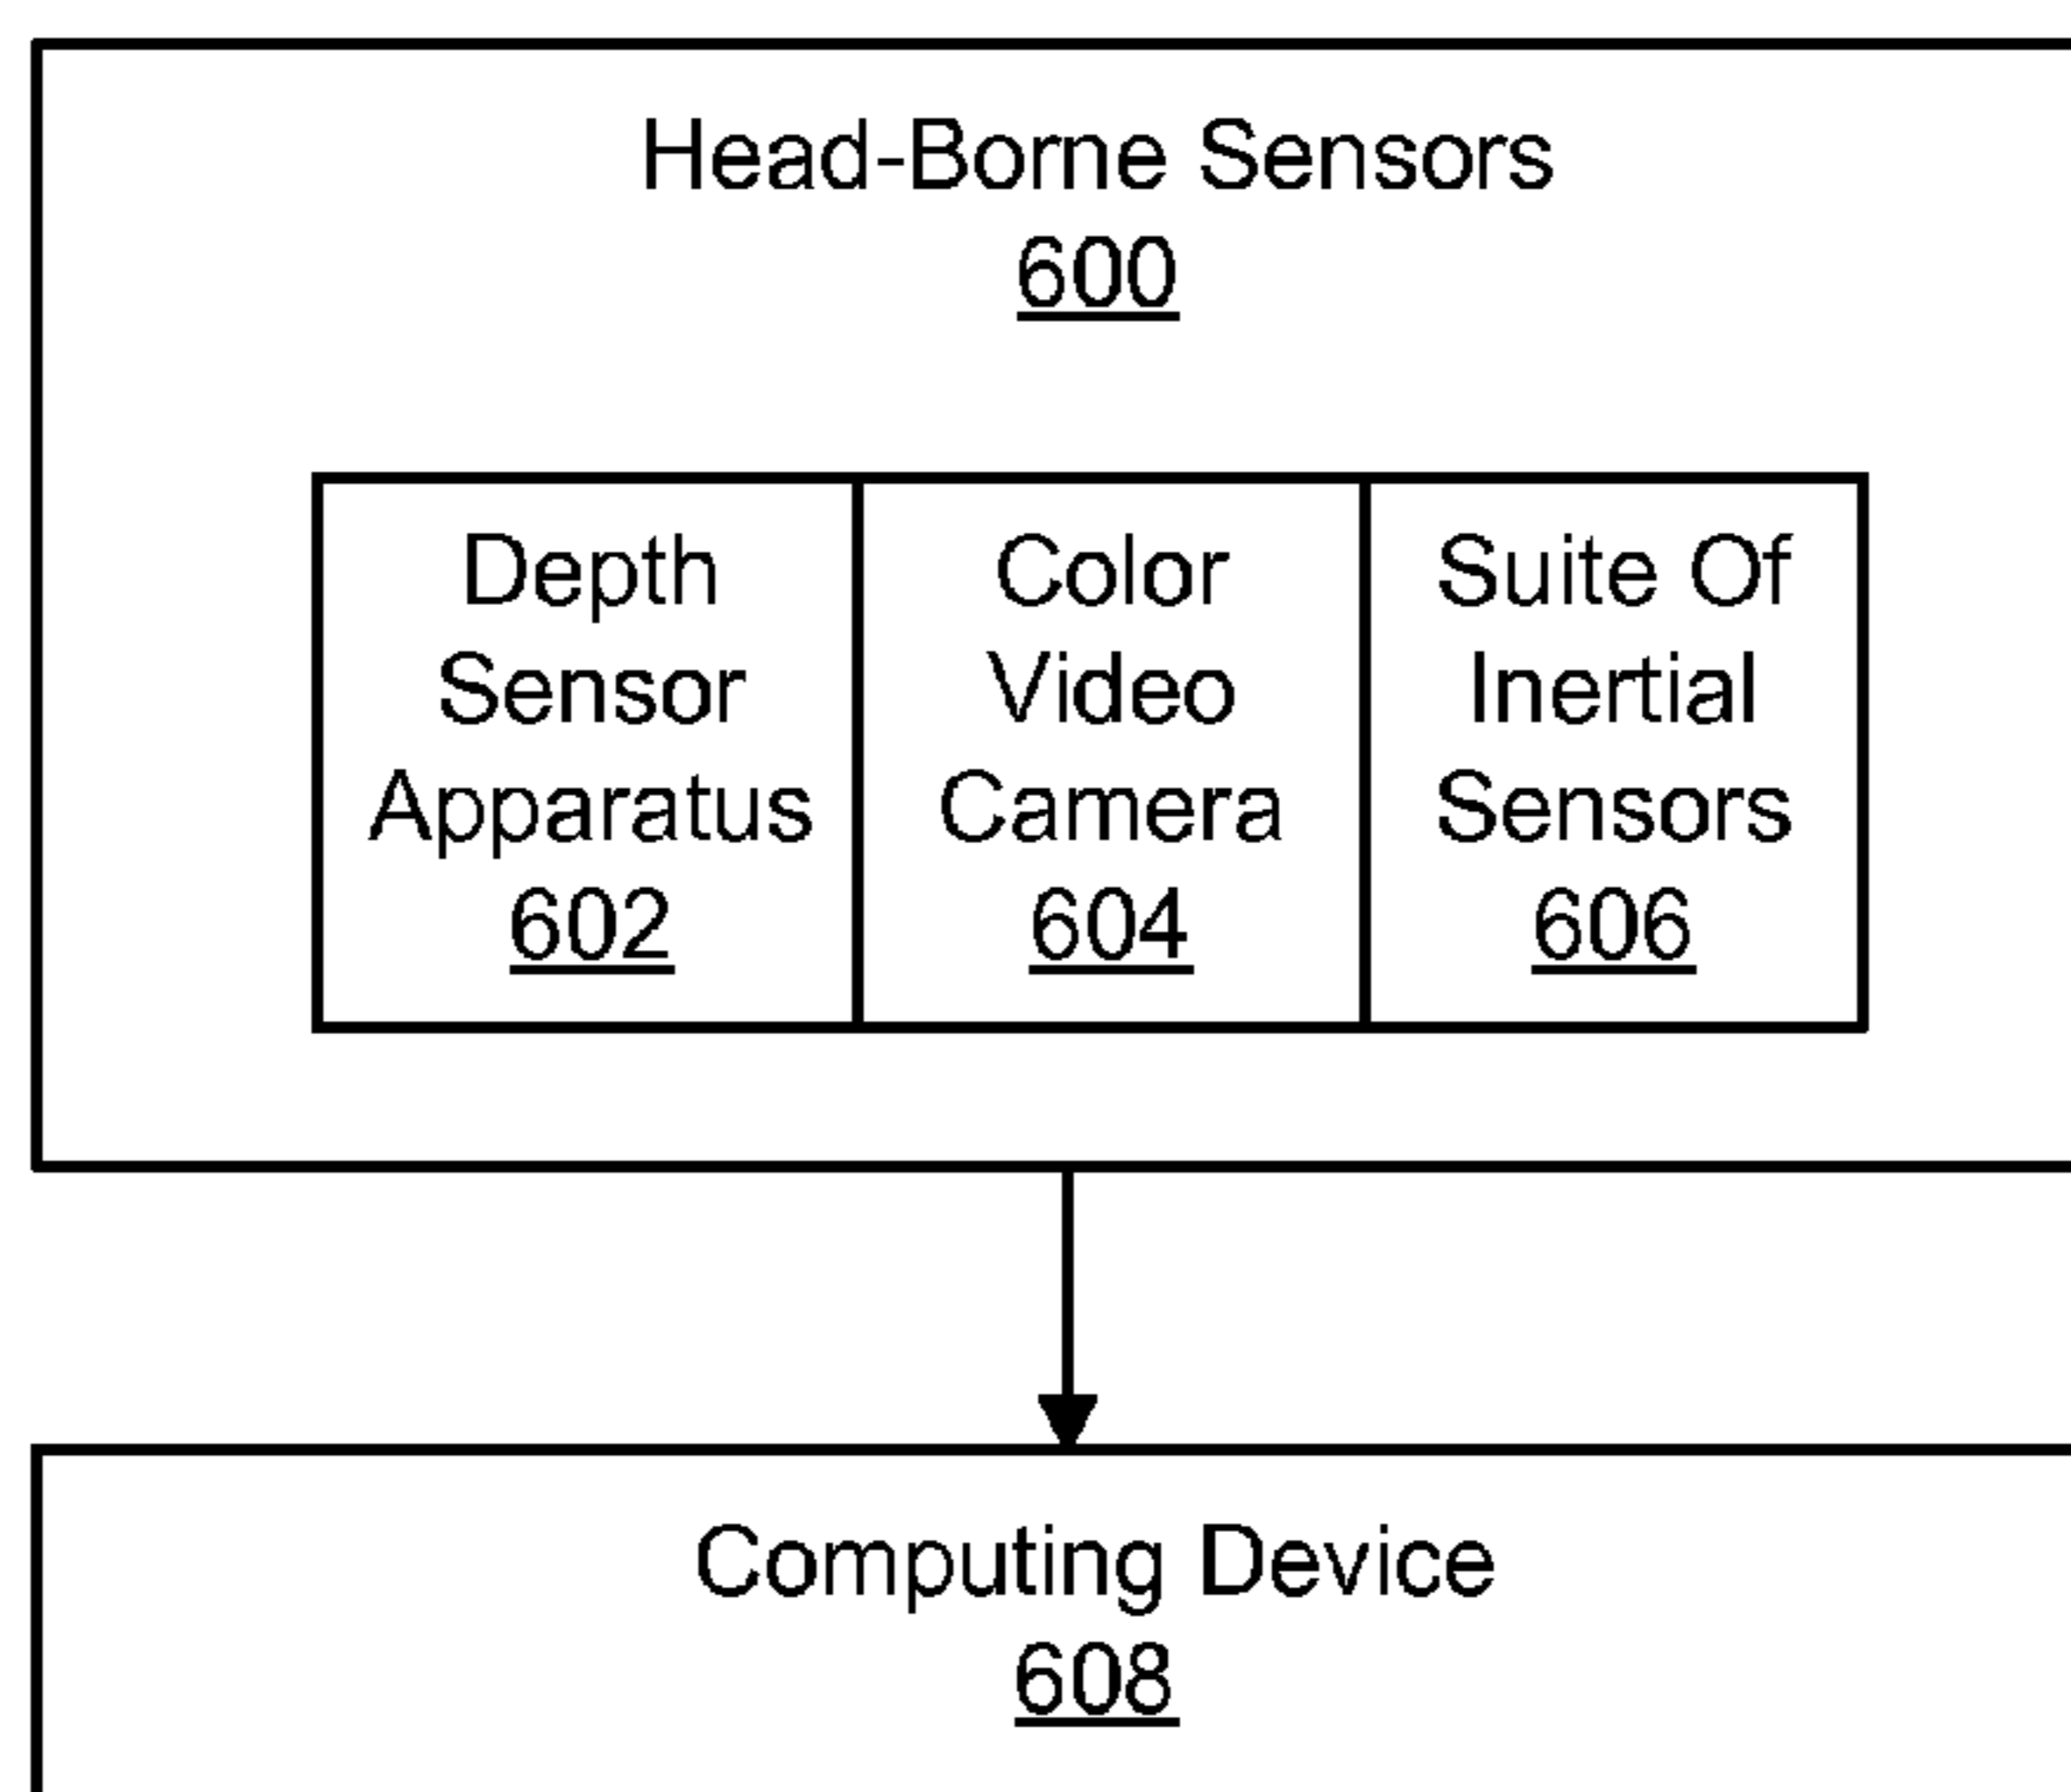 Head-Borne Sensors
600
Depth
Sensor
Apparatus
602
Color
Video
Camera
604
Suite Of
Inertial
Sensors
606
Computing Device
608